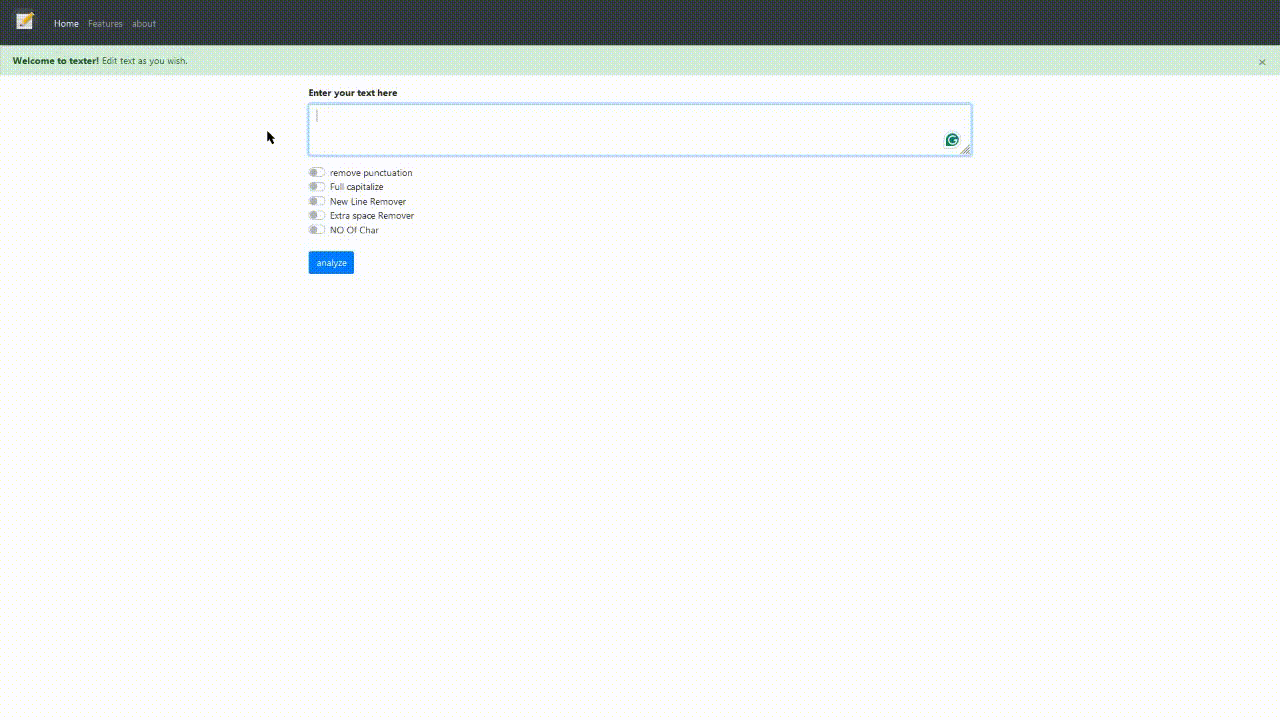 Home Features about
Welcome to texter! Edit text as you wish. ×
Enter your text here
remove punctuation
Full capitalize
New Line Remover
Extra space Remover
NO Of Char
analyze